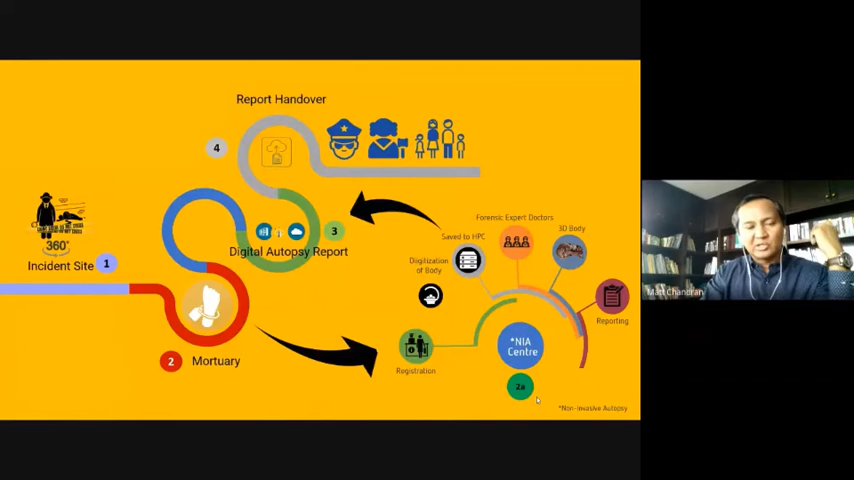 Report Handover
4
360°
Incident Site
1
3
Digital Autopsy Report
2
Mortuary
Forensic Expert Doctors
Saved to HPC
3D Body
Digitization
of Body
Reporting
*NIA
Centre
Registration
2a
*Non-invasive Autopsy
Matt Chandran